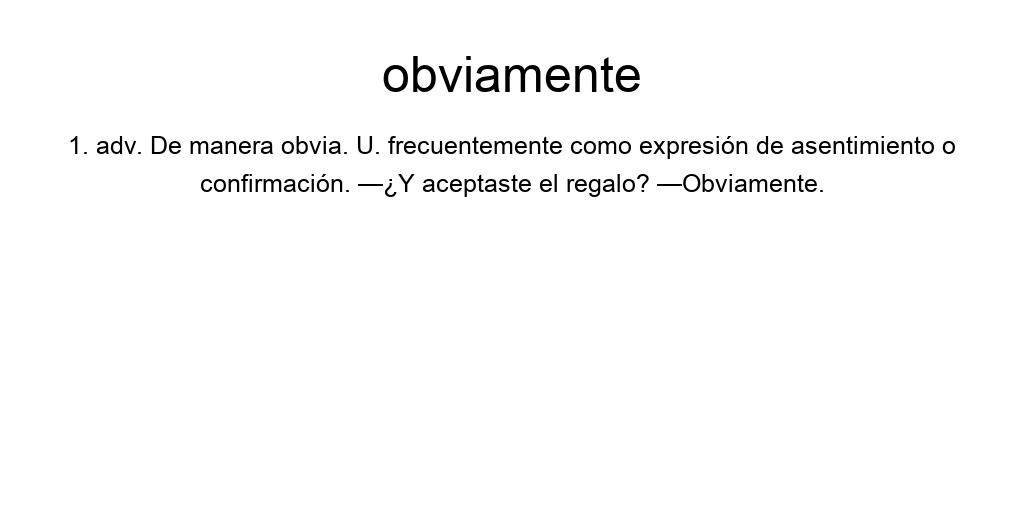 obviamente
1. adv. De manera obvia. U. frecuentemente como expresión de asentimiento o
confirmación. —¿Y aceptaste el regalo? —Obviamente.